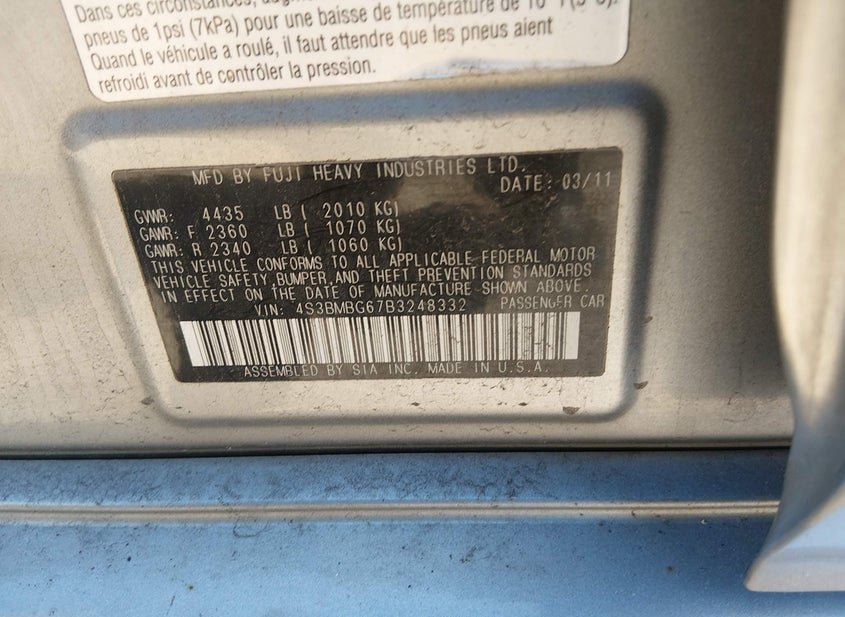 Dans ces circonstances,
pneus de 1psi (7kPa) pour une baisse de température de 10
Quand le véhicule a roulé, il faut attendre que les pneus aient
refroidi avant de contrôler la pression.
MFD BY FUJI HEAVY INDUSTRIES LTD.
DATE: 03/11
GVWR: 4435 LB ( 2010 KG)
GAWR: F 2360 LB ( 1070 KG)
GAWR: R 2340 LB ( 1060 KG)
THIS VEHICLE CONFORMS TO ALL APPLICABLE FEDERAL MOTOR
VEHICLE SAFETY, BUMPER, AND THEFT PREVENTION STANDARDS
IN EFFECT ON THE DATE OF MANUFACTURE SHOWN ABOVE.
VIN: 4S3BMBG67B3248332 PASSENGER CAR
ASSEMBLED BY SIA INC. MADE IN U.S.A.